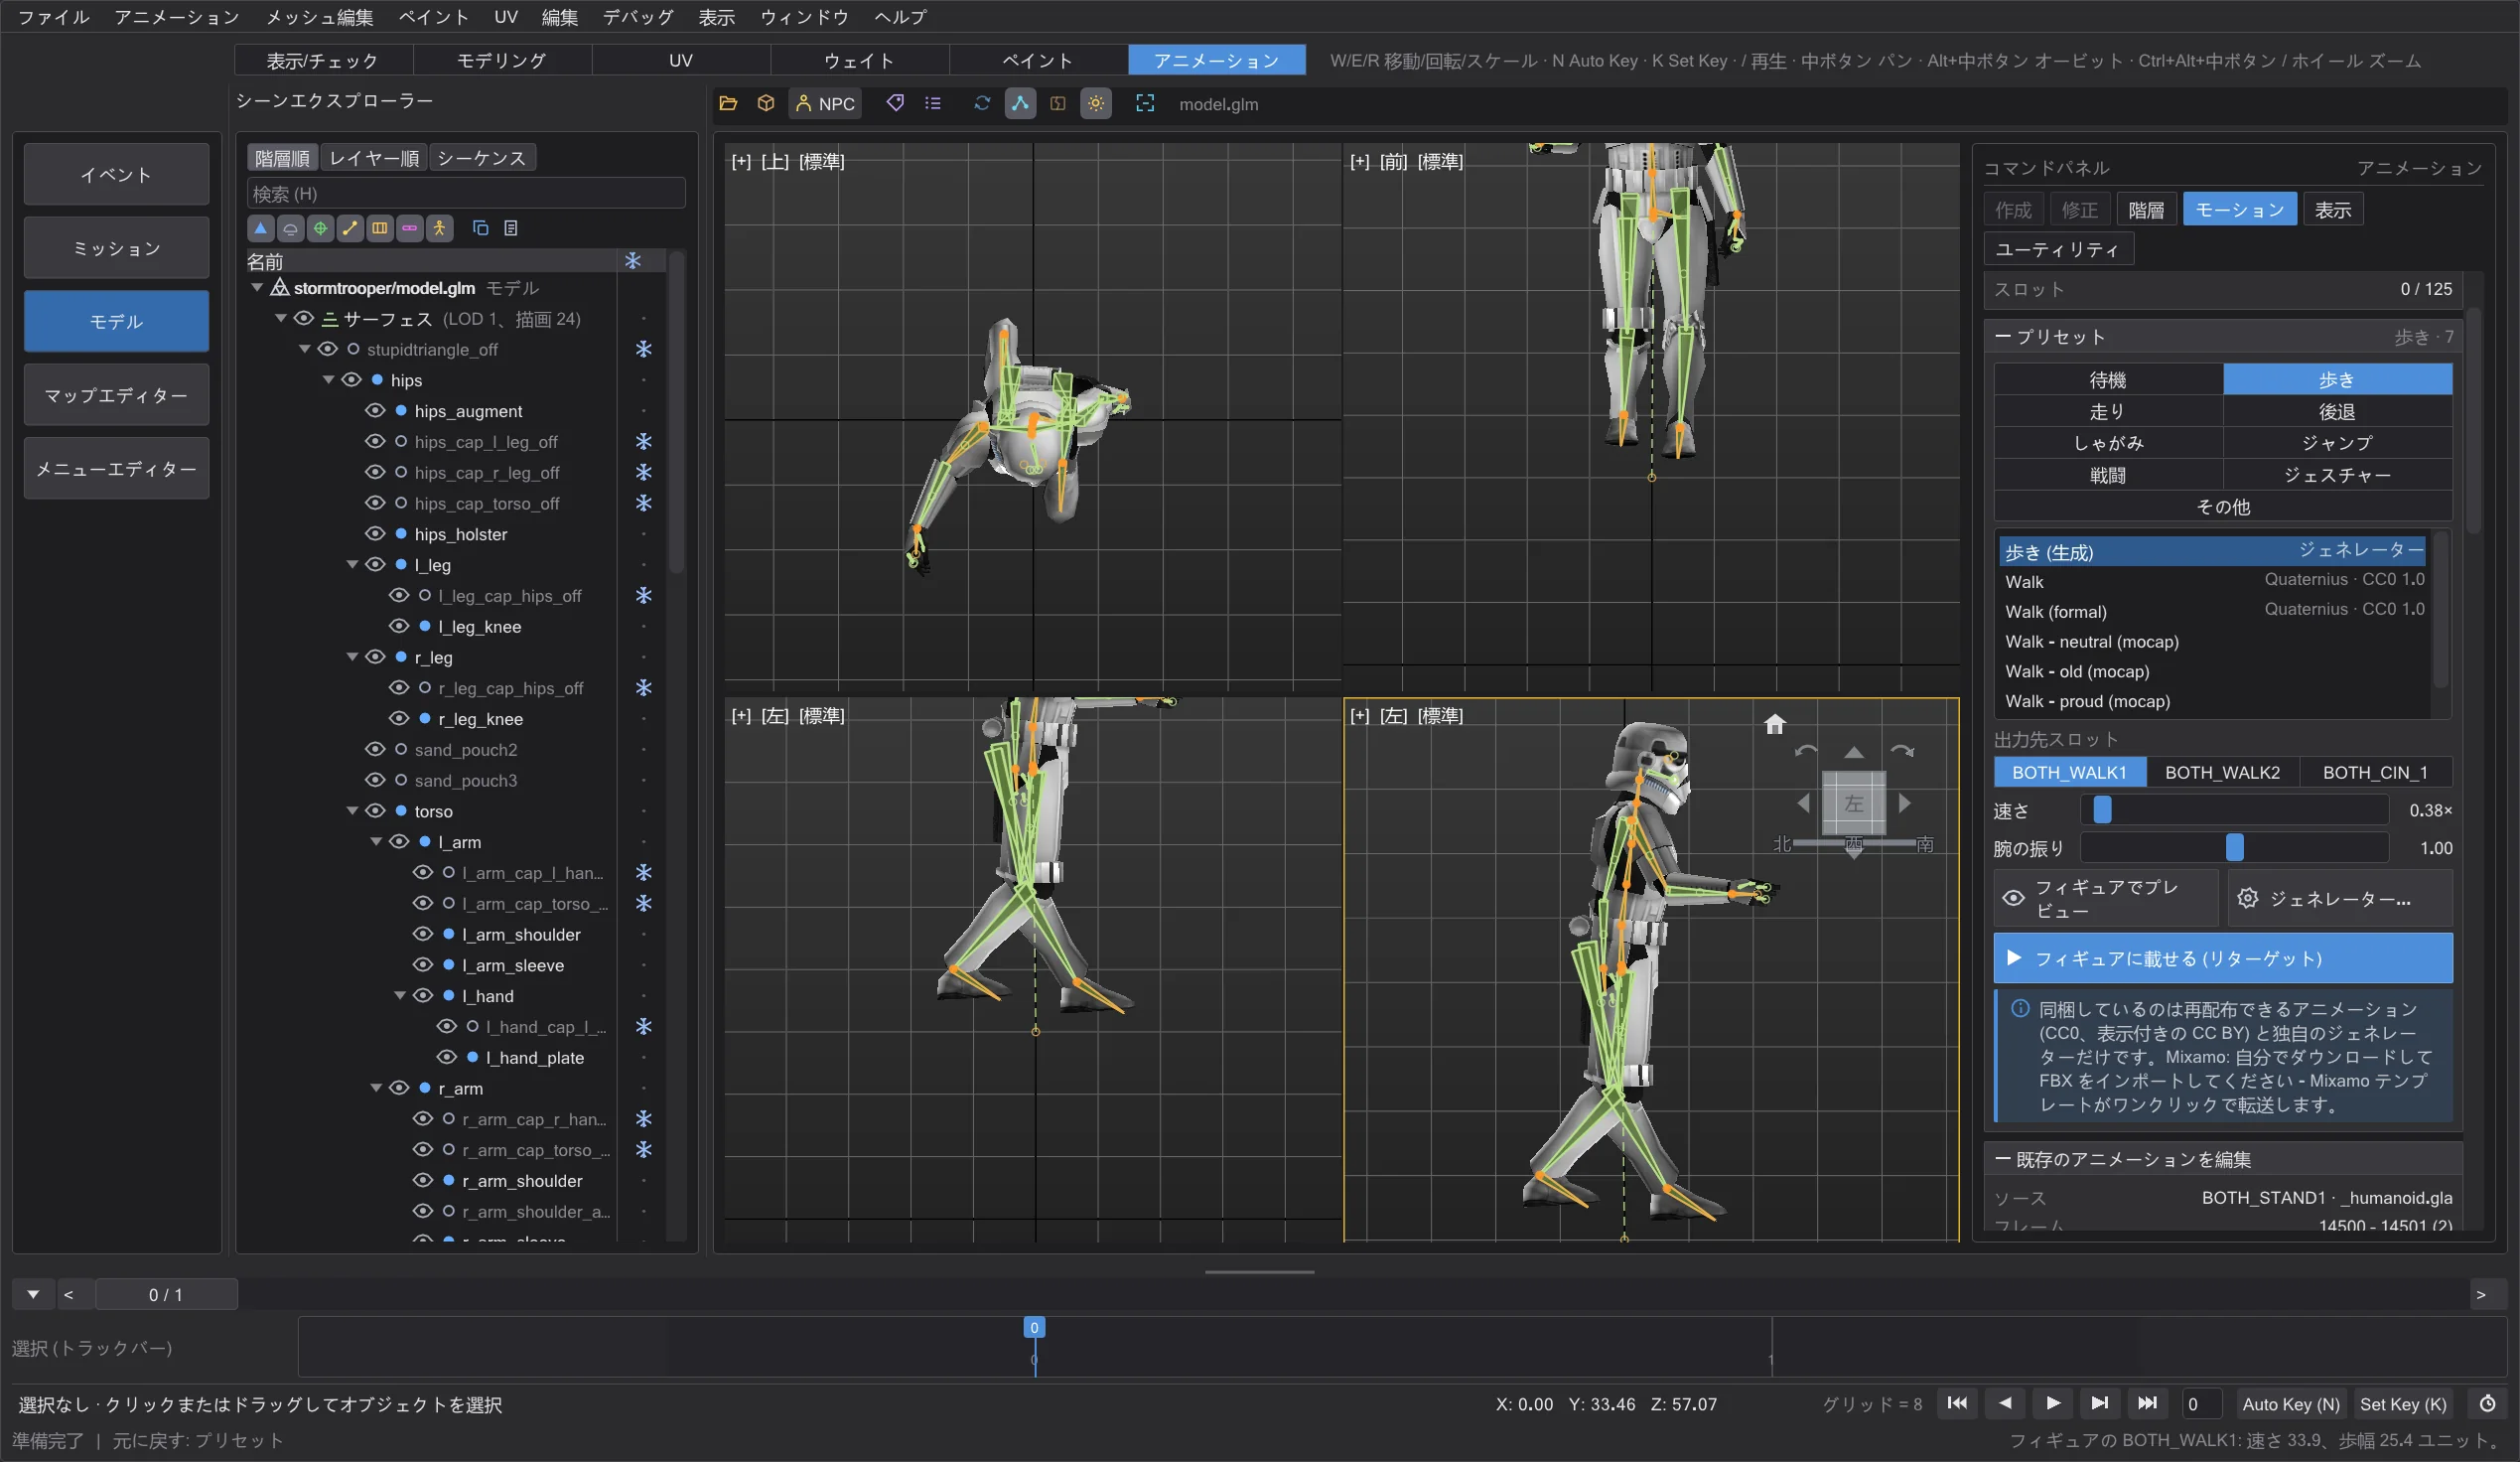 ファイル アニメーション メッシュ編集 ペイント UV 編集 デバッグ 表示 ウィンドウ ヘルプ
表示/チェック モデリング UV ウェイト ペイント アニメーション W/E/R 移動/回転/スケール · N Auto Key · K Set Key · / 再生 · 中ボタン パン · Alt+中ボタン オービット · Ctrl+Alt+中ボタン / ホイール ズーム
イベント
ミッション
モデル
マップエディター
メニューエディター
シーンエクスプローラー
階層順 レイヤー順 シーケンス
検索 (H)
名前
stormtrooper/model.glm モデル
サーフェス (LOD 1、描画 24)
stupidtriangle_off
hips
hips_augment
hips_cap_l_leg_off
hips_cap_r_leg_off
hips_cap_torso_off
hips_holster
l_leg
l_leg_cap_hips_off
l_leg_knee
r_leg
r_leg_cap_hips_off
r_leg_knee
sand_pouch2
sand_pouch3
torso
l_arm
l_arm_cap_l_han...
l_arm_cap_torso_...
l_arm_shoulder
l_arm_sleeve
l_hand
l_hand_cap_l_...
l_hand_plate
r_arm
r_arm_cap_r_han...
r_arm_cap_torso_...
r_arm_shoulder
r_arm_shoulder_a...
r_arm_sleeve
NPC model.glm
[+] [上] [標準]
[+] [前] [標準]
[+] [左] [標準]
[+] [左] [標準]
左
北 西 南
コマンドパネル アニメーション
作成 修正 階層 モーション 表示
ユーティリティ
スロット 0 / 125
プリセット 歩き · 7
待機 歩き
走り 後退
しゃがみ ジャンプ
戦闘 ジェスチャー
その他
歩き (生成) ジェネレーター
Walk Quaternius · CC0 1.0
Walk (formal) Quaternius · CC0 1.0
Walk - neutral (mocap)
Walk - old (mocap)
Walk - proud (mocap)
出力先スロット
BOTH_WALK1 BOTH_WALK2 BOTH_CIN_1
速さ 0.38×
腕の振り 1.00
フィギュアでプレ
ビュー
ジェネレーター...
フィギュアに載せる (リターゲット)
同梱しているのは再配布できるアニメーション
(CC0、表示付きの CC BY) と独自のジェネレー
ターだけです。Mixamo: 自分でダウンロードして
FBX をインポートしてください - Mixamo テンプ
レートがワンクリックで転送します。
既存のアニメーションを編集
ソース BOTH_STAND1 · _humanoid.gla
フレーム 14500 - 14501 (2)
< 0 / 1 >
選択 (トラックバー) 0 0 1
選択なし · クリックまたはドラッグしてオブジェクトを選択 X: 0.00 Y: 33.46 Z: 57.07 グリッド = 8 0 Auto Key (N) Set Key (K)
準備完了 | 元に戻す: プリセット フィギュアの BOTH_WALK1: 速さ 33.9、歩幅 25.4 ユニット。